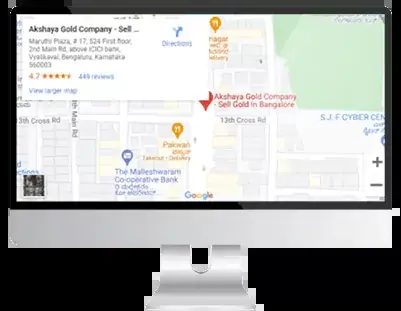 Akshaya Gold Company - Sell ...
Maruthi Plaza, # 17, 524 First floor,
2nd Main Rd, above ICICI bank,
Vyalikaval, Bengaluru, Karnataka
560003
Directions
4.7 449 reviews
View larger map
nagar
Akshaya Gold Company
- Sell Gold In Bangalore
13th Cross Rd
13th Cross Rd
Main Rd
S.J.F CYBER CEN
Pakwan
Takeout • Delivery
The Malleshwaram
Co-operative Bank
Google
+
−